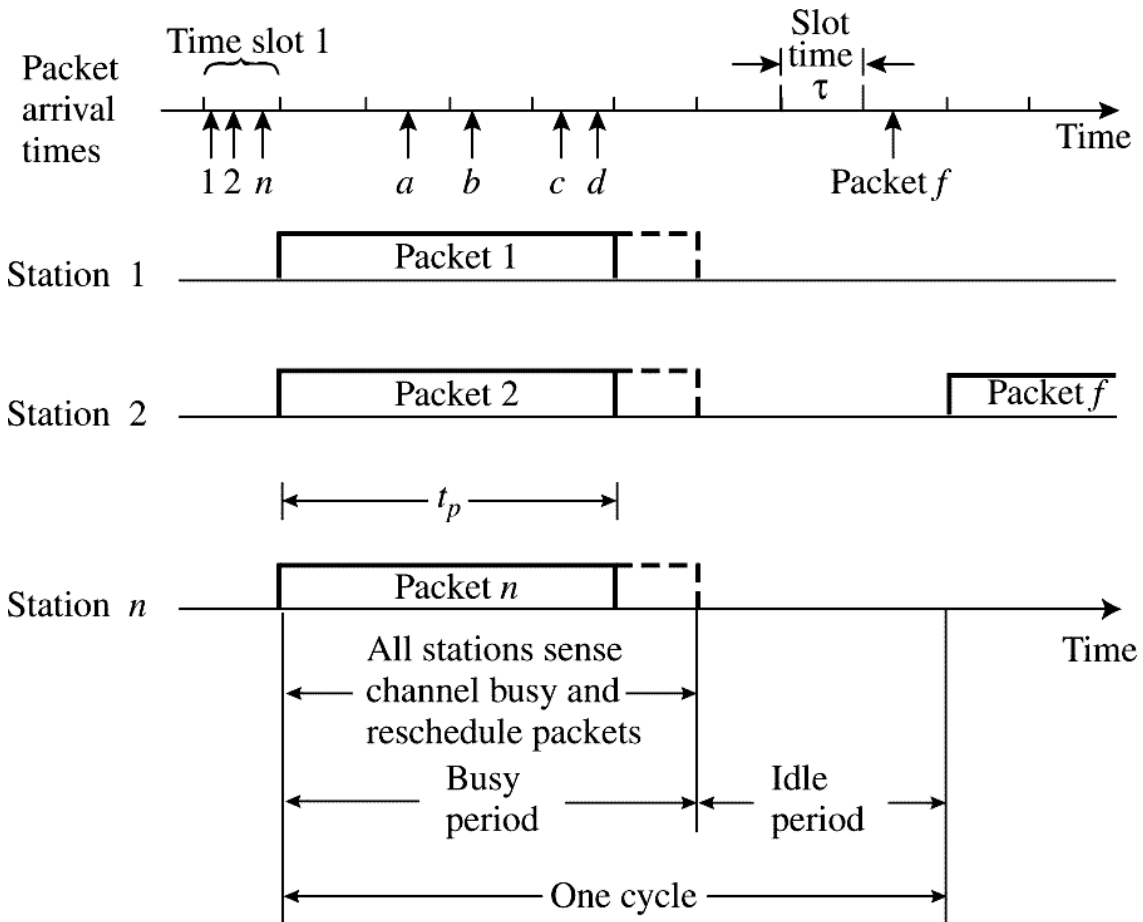 Time slot 1
Slot
time
τ
Packet
arrival
times
Time
1 2 n a b c d Packet f
Station 1
Packet 1
Station 2
Packet 2
Packet f
t_p
Station n
Packet n
Time
All stations sense
channel busy and
reschedule packets
Busy
period
Idle
period
One cycle